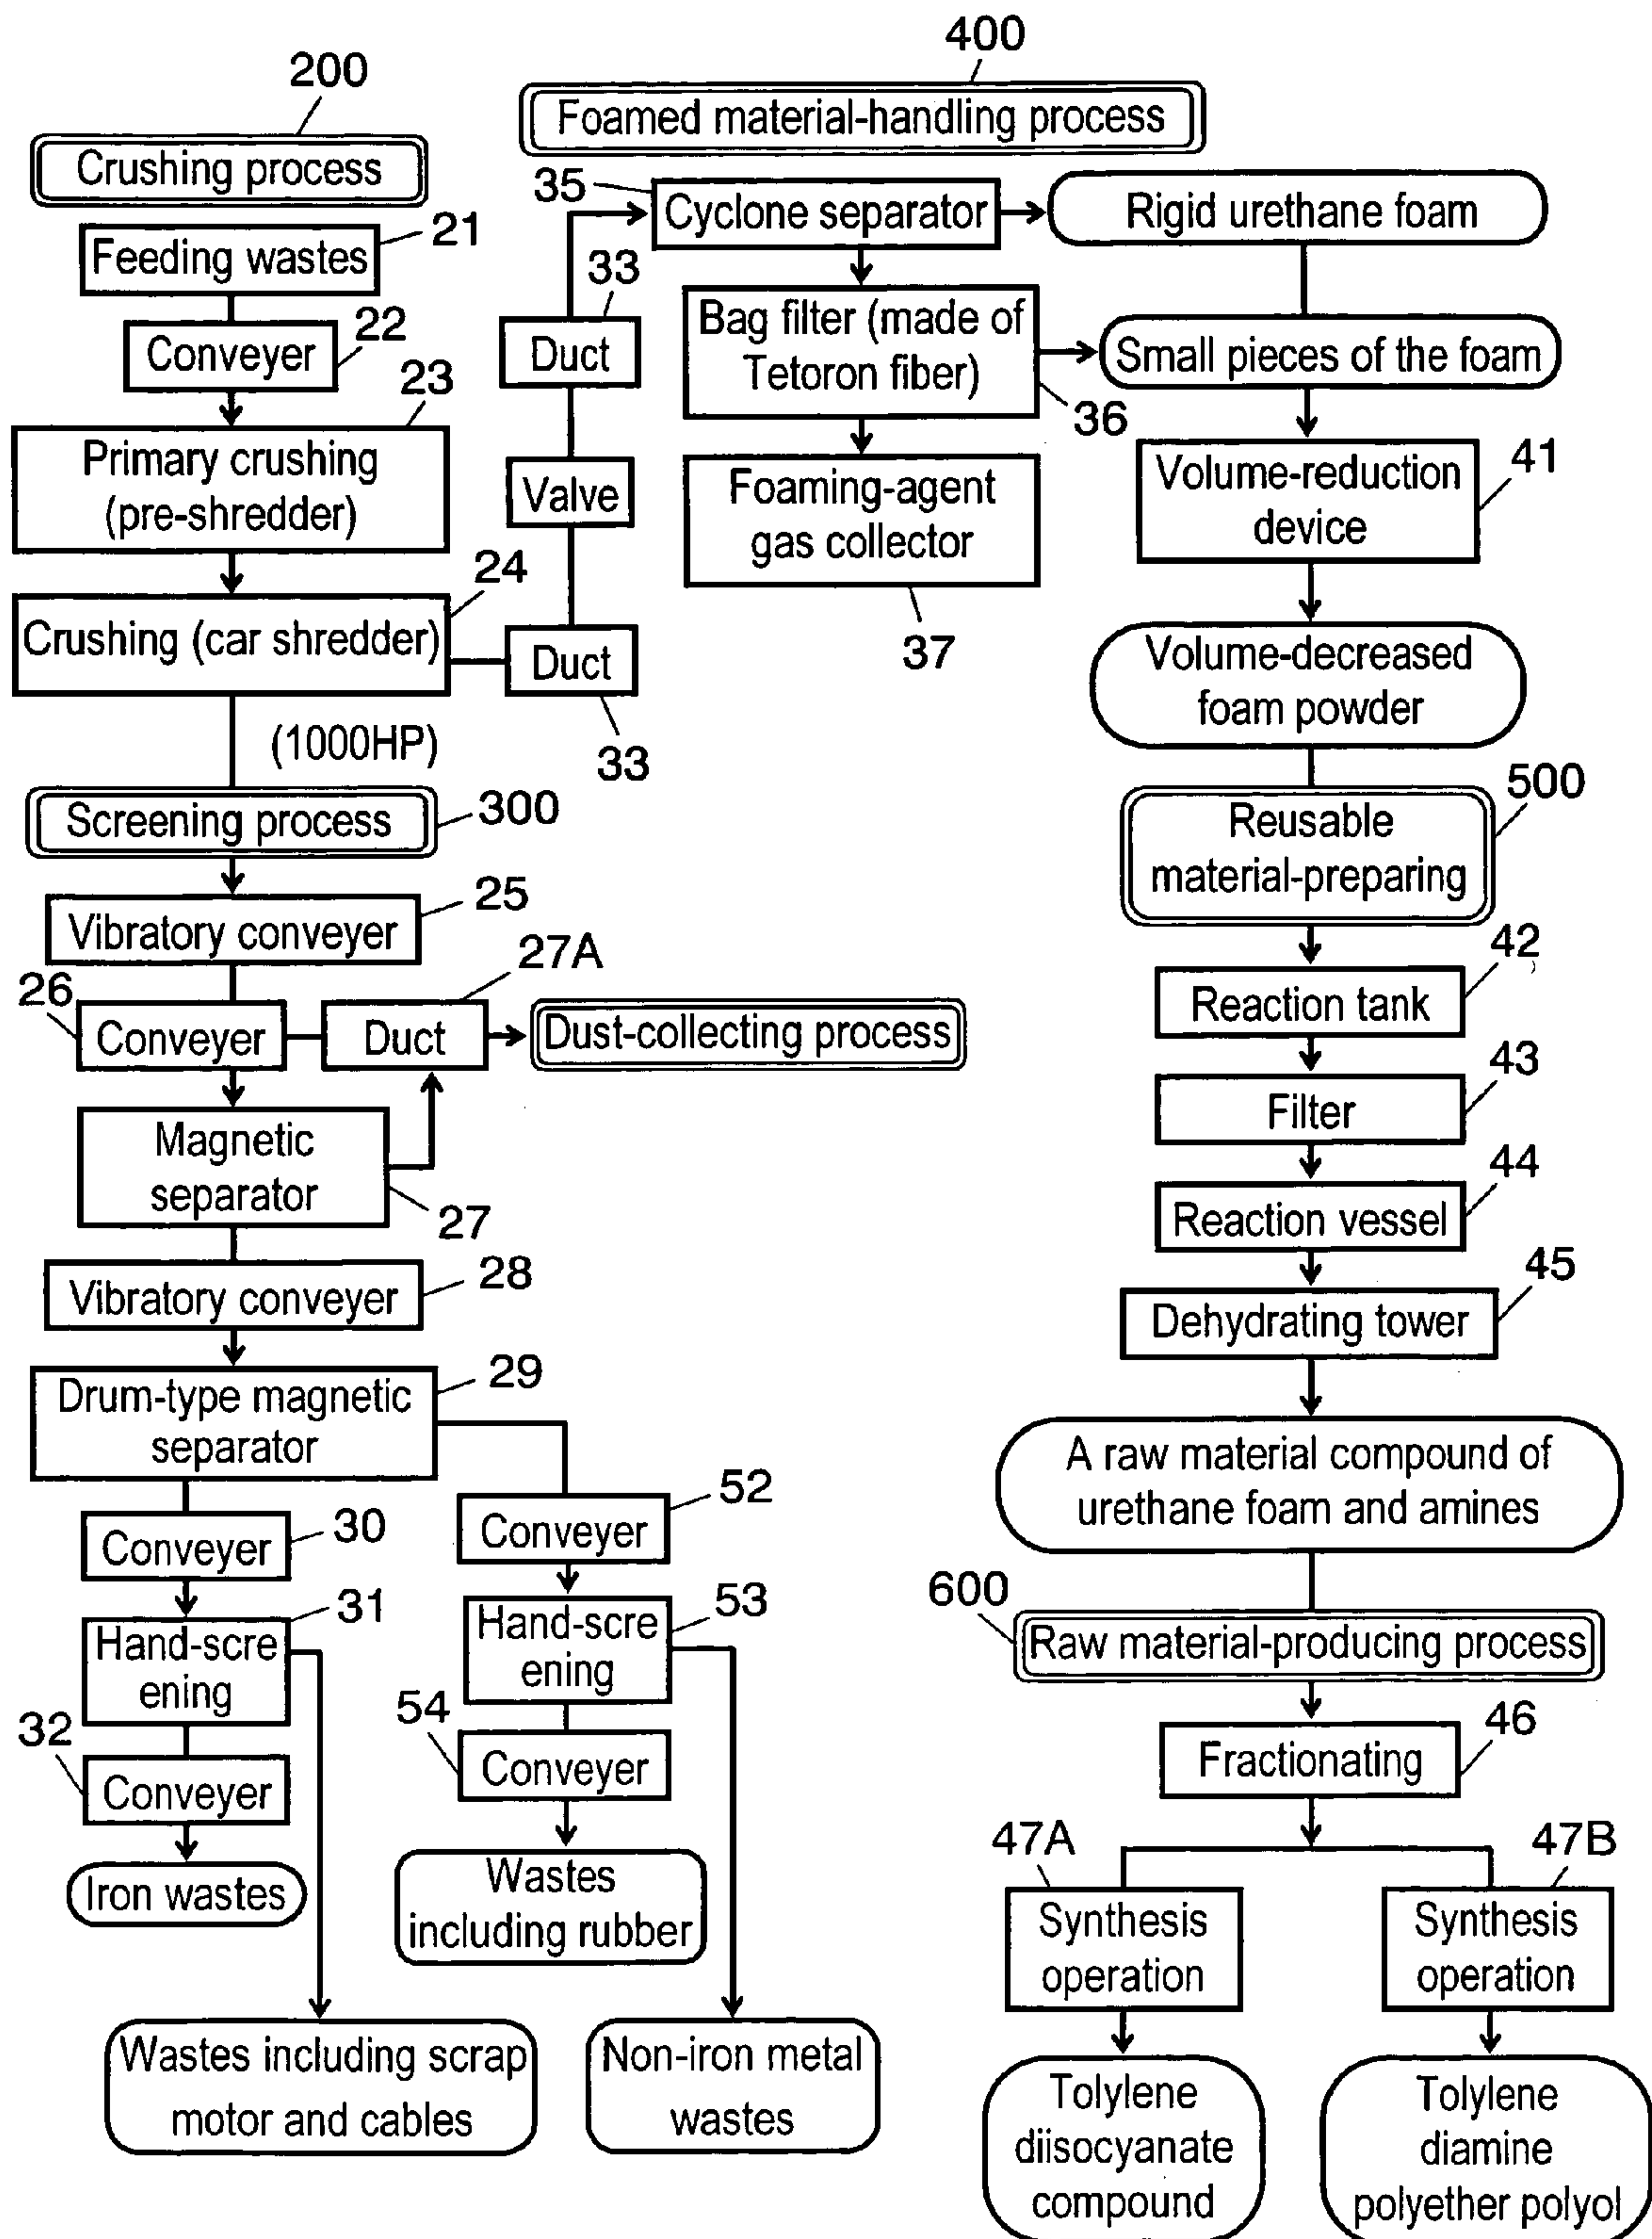 200
Crushing process
21
Feeding wastes
22
Conveyer
23
Primary crushing
(pre-shredder)
24
Crushing (car shredder)
(1000HP)
33
Duct
Valve
Duct
33
400
Foamed material-handling process
35
Cyclone separator
Rigid urethane foam
Bag filter (made of
Tetoron fiber)
36
Small pieces of the foam
Foaming-agent
gas collector
37
Volume-reduction
device
41
Volume-decreased
foam powder
Screening process
300
Vibratory conveyer
25
26
Conveyer
27A
Duct
Dust-collecting process
Magnetic
separator
27
Vibratory conveyer
28
Drum-type magnetic
separator
29
Conveyer
30
Hand-scre
ening
31
32
Conveyer
Iron wastes
Wastes including scrap
motor and cables
52
Conveyer
53
Hand-scre
ening
54
Conveyer
Wastes
including rubber
Non-iron metal
wastes
500
Reusable
material-preparing
42
Reaction tank
43
Filter
44
Reaction vessel
45
Dehydrating tower
A raw material compound of
urethane foam and amines
600
Raw material-producing process
46
Fractionating
47A
Synthesis
operation
Tolylene
diisocyanate
compound
47B
Synthesis
operation
Tolylene
diamine
polyether polyol